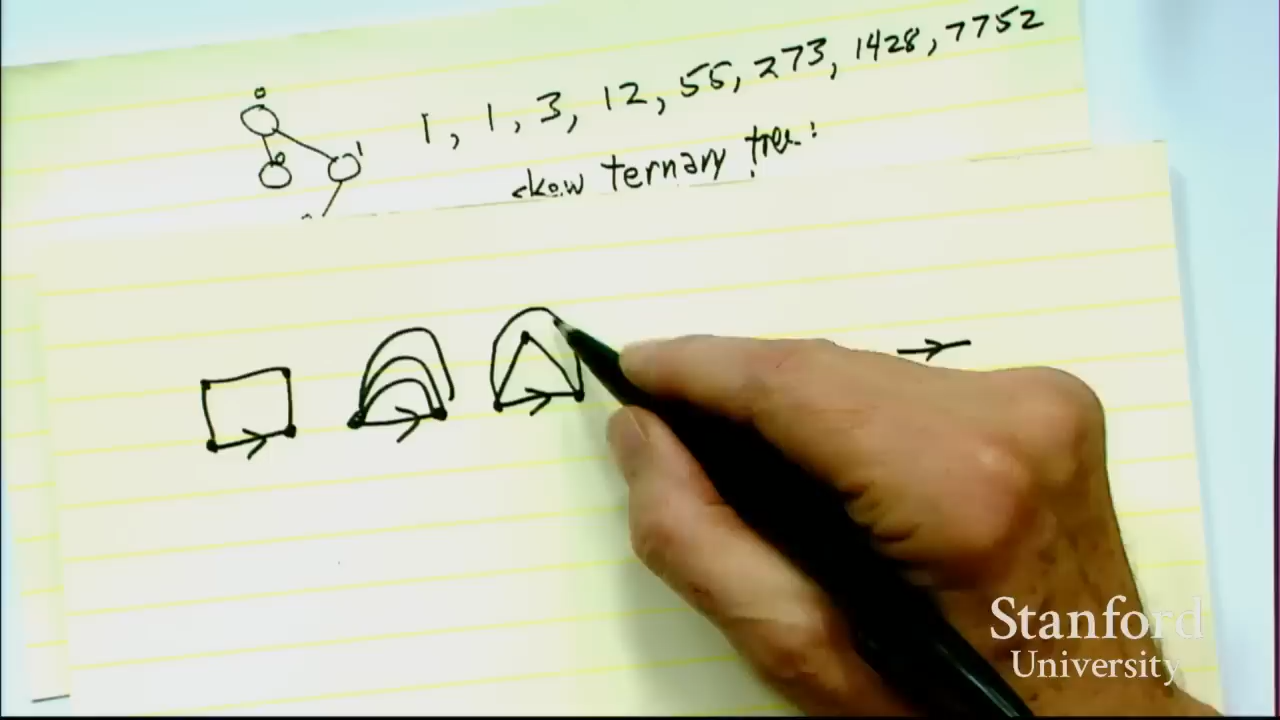 1, 1, 3, 12, 55, 273, 1428, 7752
skew ternary tree:
Stanford
University